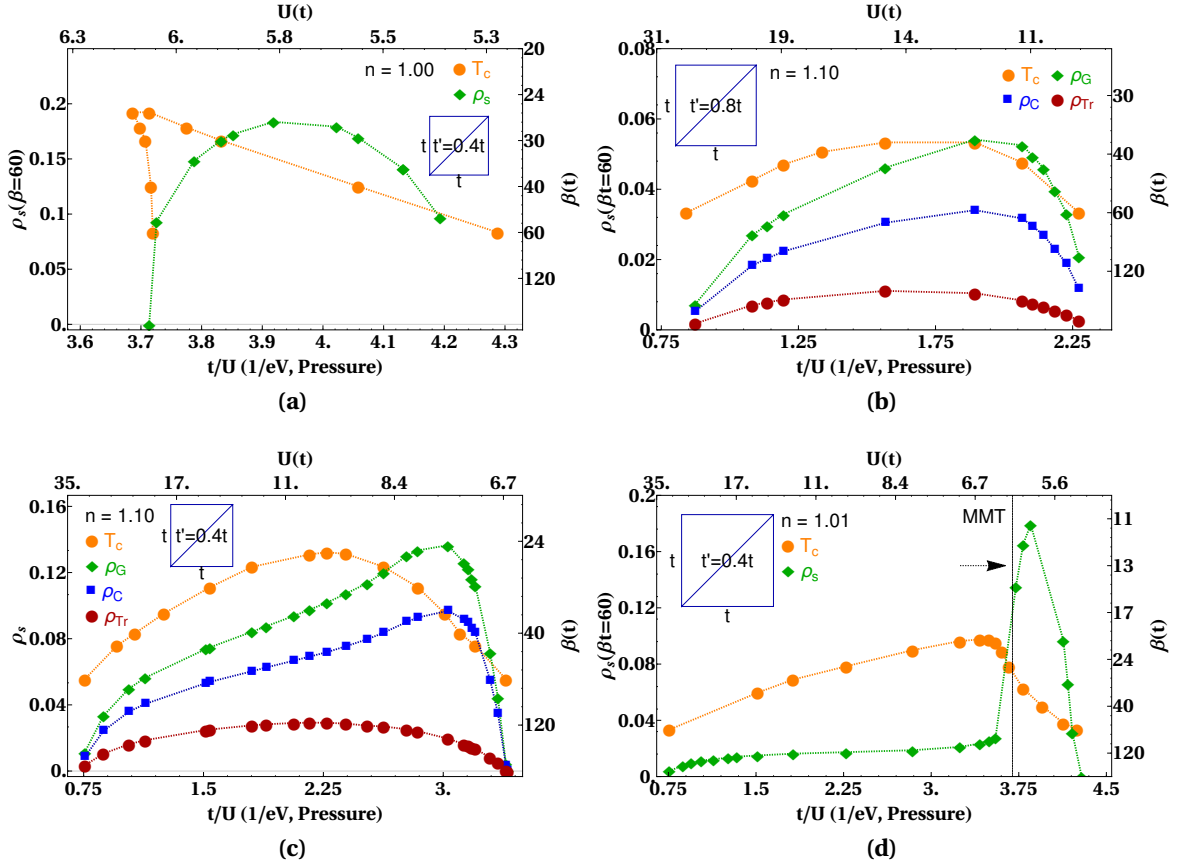 U(t)
6.3 6. 5.8 5.5 5.3
n = 1.00
T_c
ρ_s
t t'=0.4t
t
ρ_s(β=60)
0.2
0.15
0.1
0.05
0.
20
24
30
40
60
120
β(t)
3.6 3.7 3.8 3.9 4. 4.1 4.2 4.3
t/U (1/eV, Pressure)
(a)
U(t)
31. 19. 14. 11.
n = 1.10
T_c ρ_G
ρ_C ρ_Tr
t t'=0.8t
t
ρ_s(βt=60)
0.08
0.06
0.04
0.02
0.
30
40
60
120
β(t)
0.75 1.25 1.75 2.25
t/U (1/eV, Pressure)
(b)
U(t)
35. 17. 11. 8.4 6.7
n = 1.10
T_c
ρ_G
ρ_C
ρ_Tr
t t'=0.4t
t
ρ_s
0.16
0.12
0.08
0.04
0.
24
40
120
β(t)
0.75 1.5 2.25 3.
t/U (1/eV, Pressure)
(c)
U(t)
35. 17. 11. 8.4 6.7 5.6
n = 1.01
MMT
T_c
ρ_s
t t'=0.4t
t
ρ_s(βt=60)
0.2
0.16
0.12
0.08
0.04
0.
11
13
17
24
40
120
β(t)
0.75 1.5 2.25 3. 3.75 4.5
t/U (1/eV, Pressure)
(d)